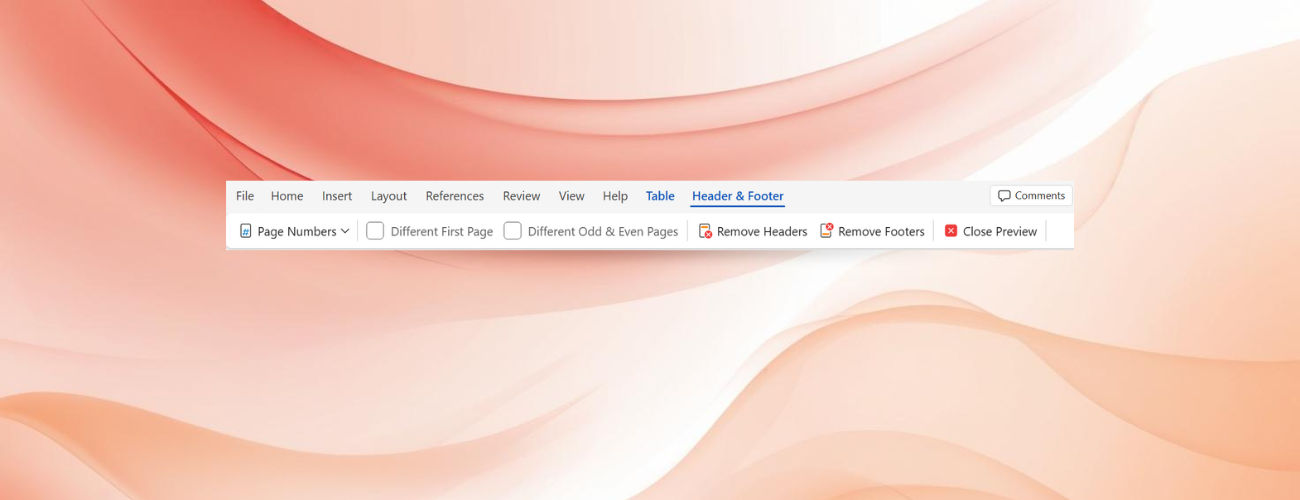 File Home Insert Layout References Review View Help Table Header & Footer Comments
# Page Numbers Different First Page Different Odd & Even Pages Remove Headers Remove Footers Close Preview